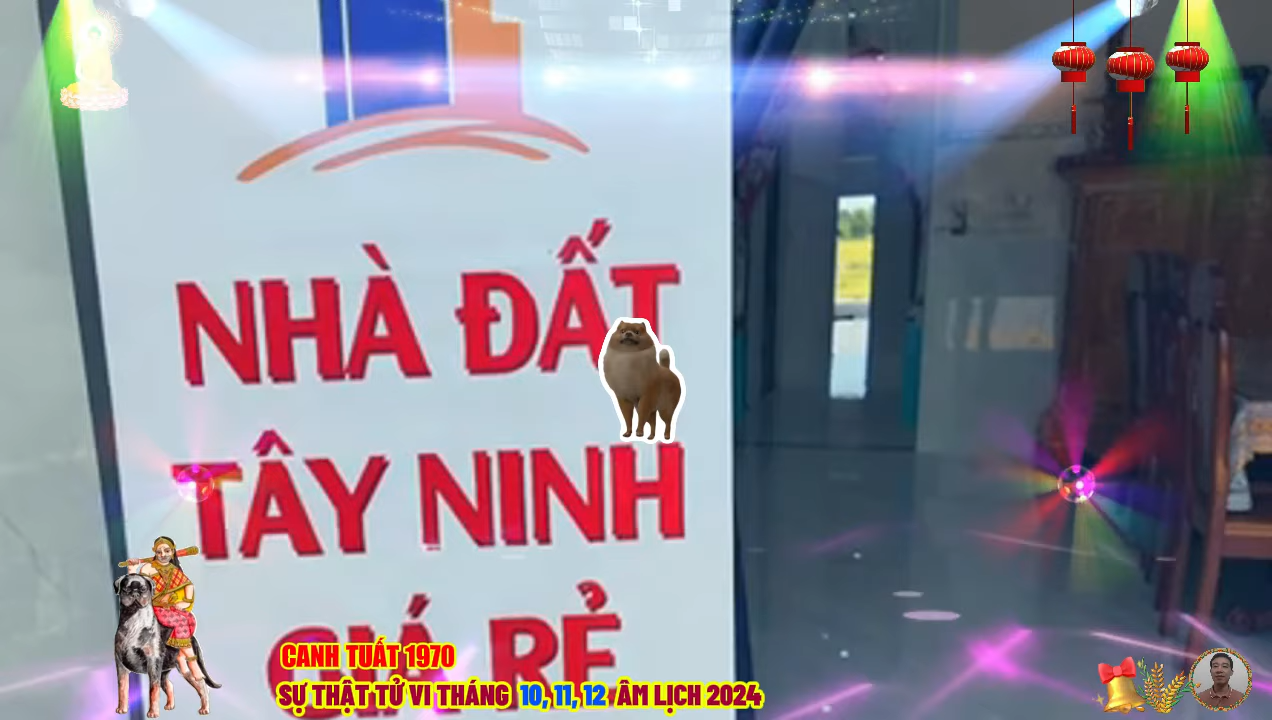 NHÀ ĐẤT
TÂY NINH
GIÁ RẺ
CANH TUẤT 1970
SỰ THẬT TỬ VI THÁNG 10, 11, 12 ÂM LỊCH 2024